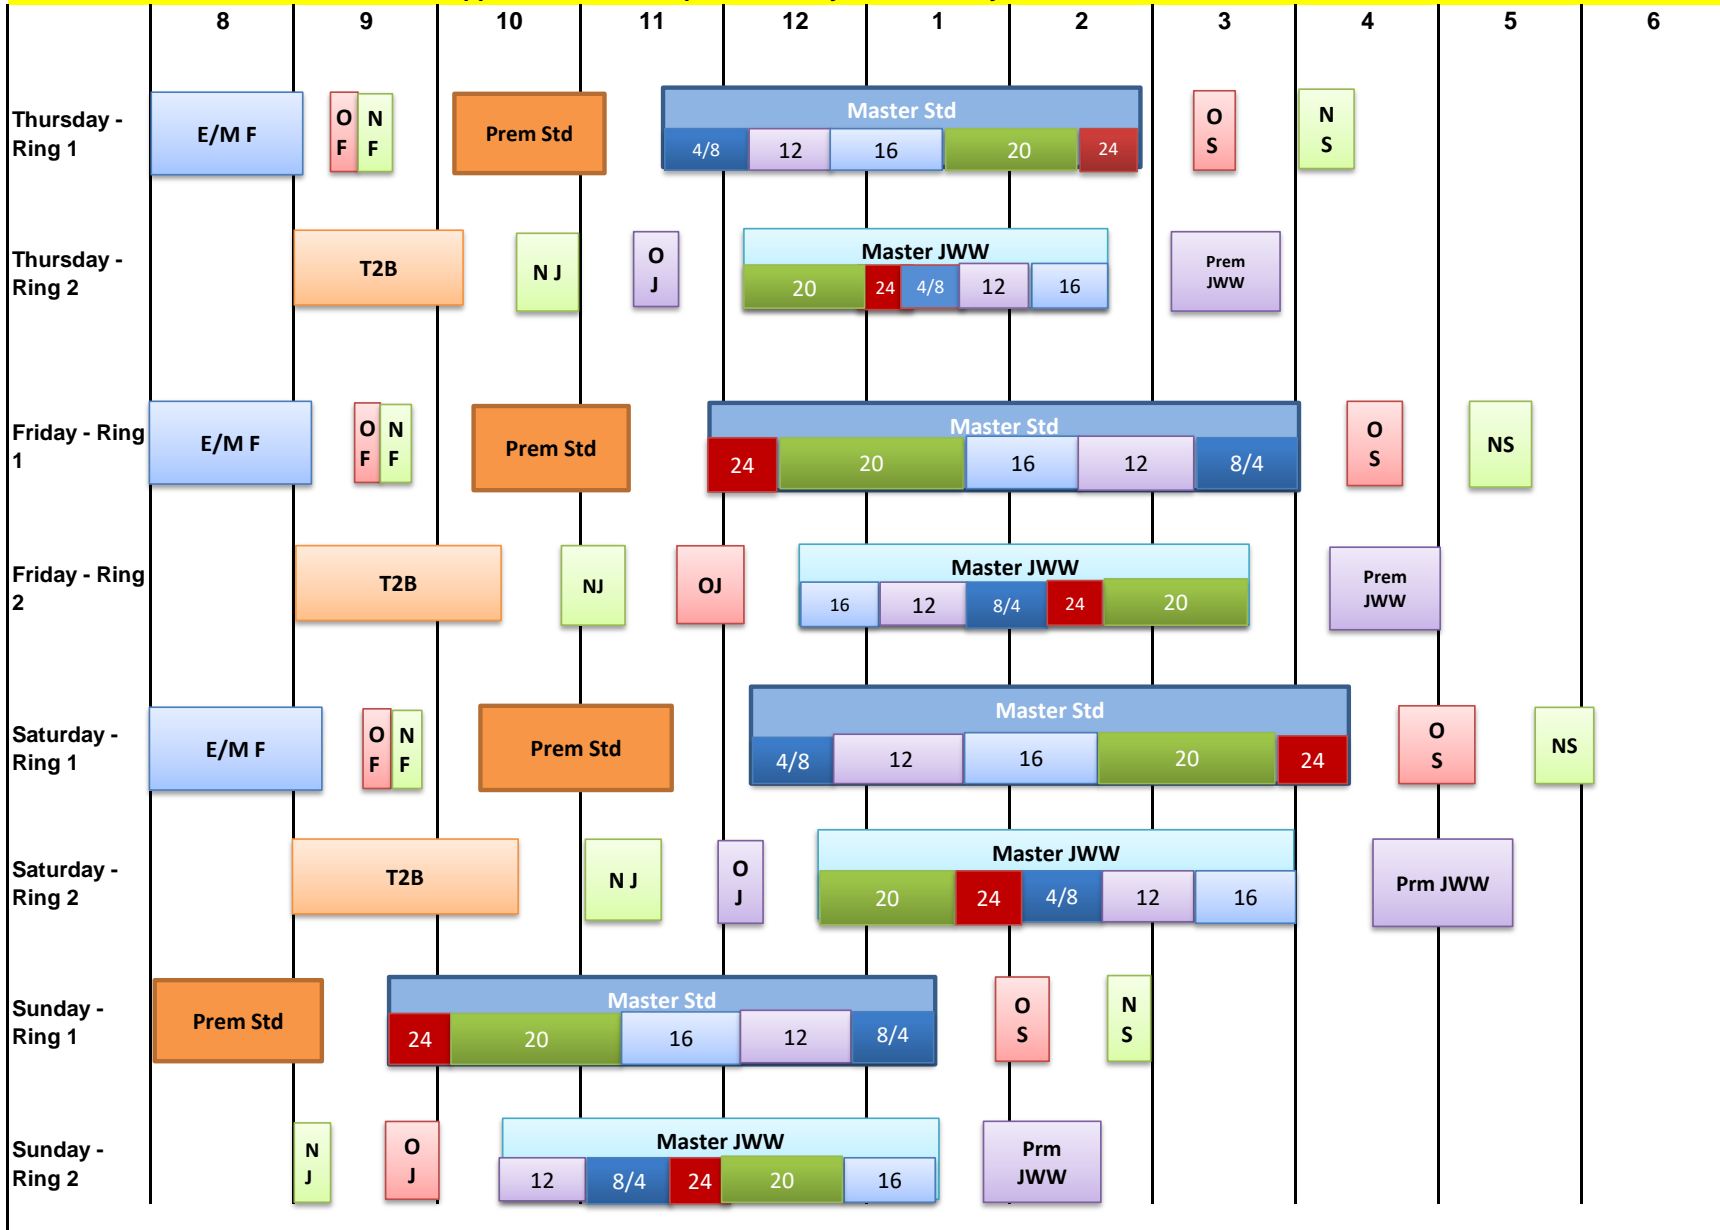 8 9 10 11 12 1 2 3 4 5 6
Thursday -
Ring 1
E/M F
O
F
N
F
Prem Std
Master Std
4/8 12 16 20 24
O
S
N
S
Thursday -
Ring 2
T2B
N J
O
J
Master JWW
20 24 4/8 12 16
Prem
JWW
Friday - Ring
1
E/M F
O
F
N
F
Prem Std
Master Std
24 20 16 12 8/4
O
S
NS
Friday - Ring
2
T2B
NJ
OJ
Master JWW
16 12 8/4 24 20
Prem
JWW
Saturday -
Ring 1
E/M F
O
F
N
F
Prem Std
Master Std
4/8 12 16 20 24
O
S
NS
Saturday -
Ring 2
T2B
N J
O
J
Master JWW
20 24 4/8 12 16
Prm JWW
Sunday -
Ring 1
Prem Std
Master Std
24 20 16 12 8/4
O
S
N
S
Sunday -
Ring 2
N
J
O
J
Master JWW
12 8/4 24 20 16
Prm
JWW